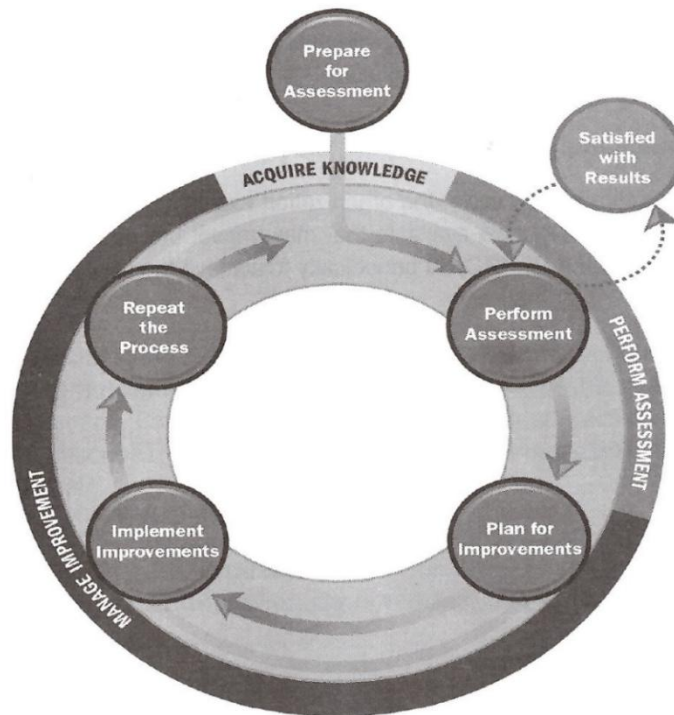 Prepare
for
Assessment
Satisfied
with
Results
ACQUIRE KNOWLEDGE
Repeat
the
Process
Perform
Assessment
PERFORM ASSESSMENT
Implement
Improvements
Plan for
Improvements
MANAGE IMPROVEMENT